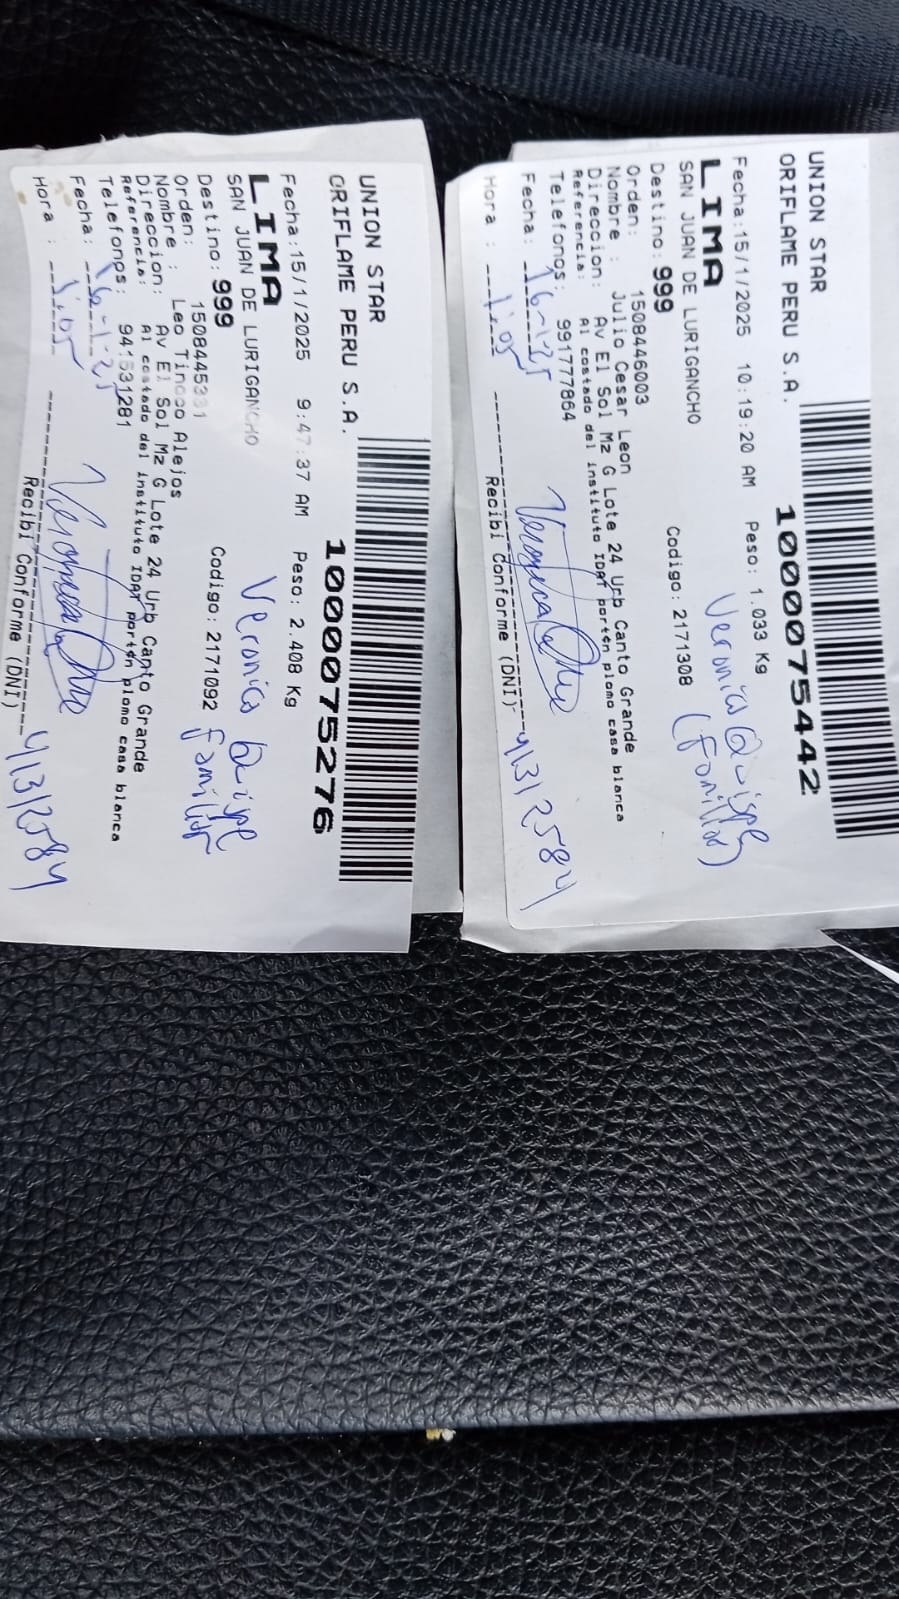 UNION STAR
ORIFLAME PERU S.A.
1000075442
Fecha:15/1/2025 10:19:20 AM Peso: 1.033 Kg
LIMA
SAN JUAN DE LURIGANCHO
Veronica Quispe
(Familiar)
Destino: 999 Codigo: 2171308
Orden: 1508446003
Nombre : Julio Cesar Leon
Direccion: Av El Sol Mz G Lote 24 Urb Canto Grande
Referencia: Al costado del instituto IDAT portón plomo casa blanca
Telefonos: 991777864
Fecha: 16-1-25
Hora : 1:05
Recibi Conforme (DNI) 41312584
UNION STAR
ORIFLAME PERU S.A.
1000075276
Fecha:15/1/2025 9:47:37 AM Peso: 2.408 Kg
LIMA
SAN JUAN DE LURIGANCHO
Veronica Quispe
Familiar
Destino: 999 Codigo: 2171092
Orden: 1508445331
Nombre : Leo Tinoco Alejos
Direccion: Av El Sol Mz G Lote 24 Urb Canto Grande
Referencia: Al costado del instituto IDAT portón plomo casa blanca
Telefonos: 941531281
Fecha: 16-1-25
Hora : 1:05
Recibi Conforme (DNI) 41312584